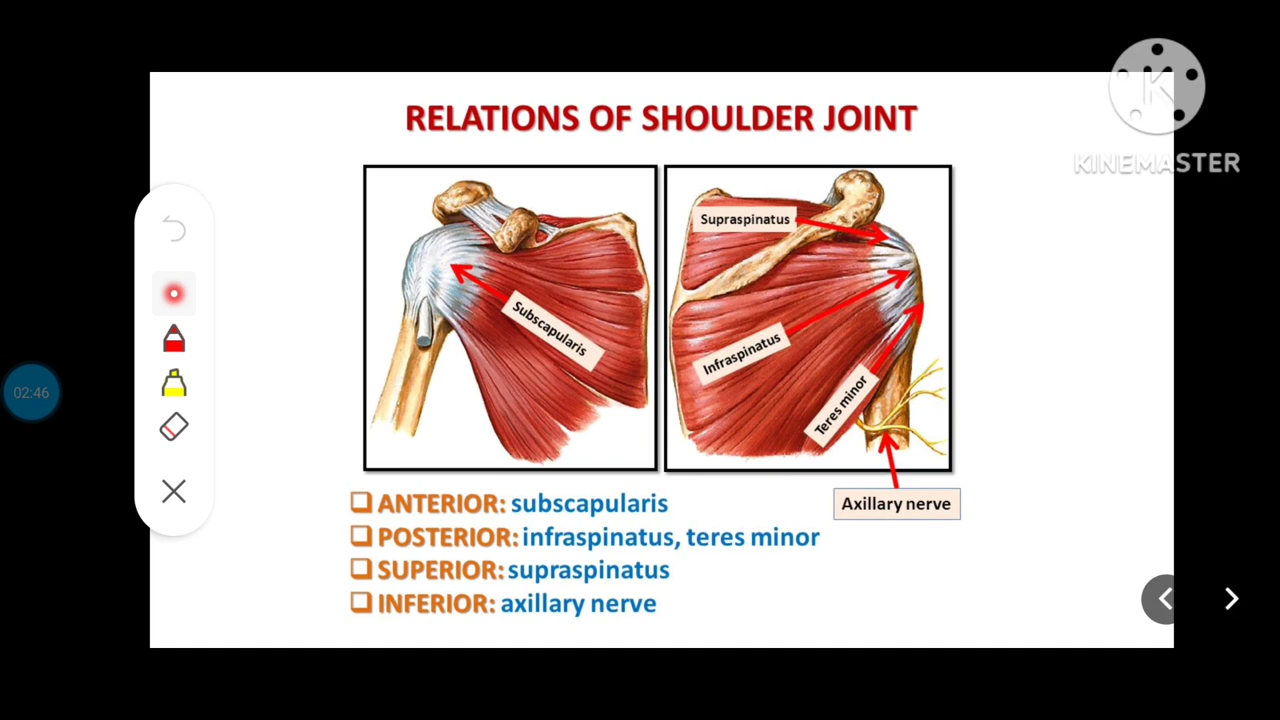 RELATIONS OF SHOULDER JOINT
K
KINEMASTER
Supraspinatus
Subscapularis
Infraspinatus
Teres minor
02:46
Axillary nerve
ANTERIOR: subscapularis
POSTERIOR: infraspinatus, teres minor
SUPERIOR: supraspinatus
INFERIOR: axillary nerve